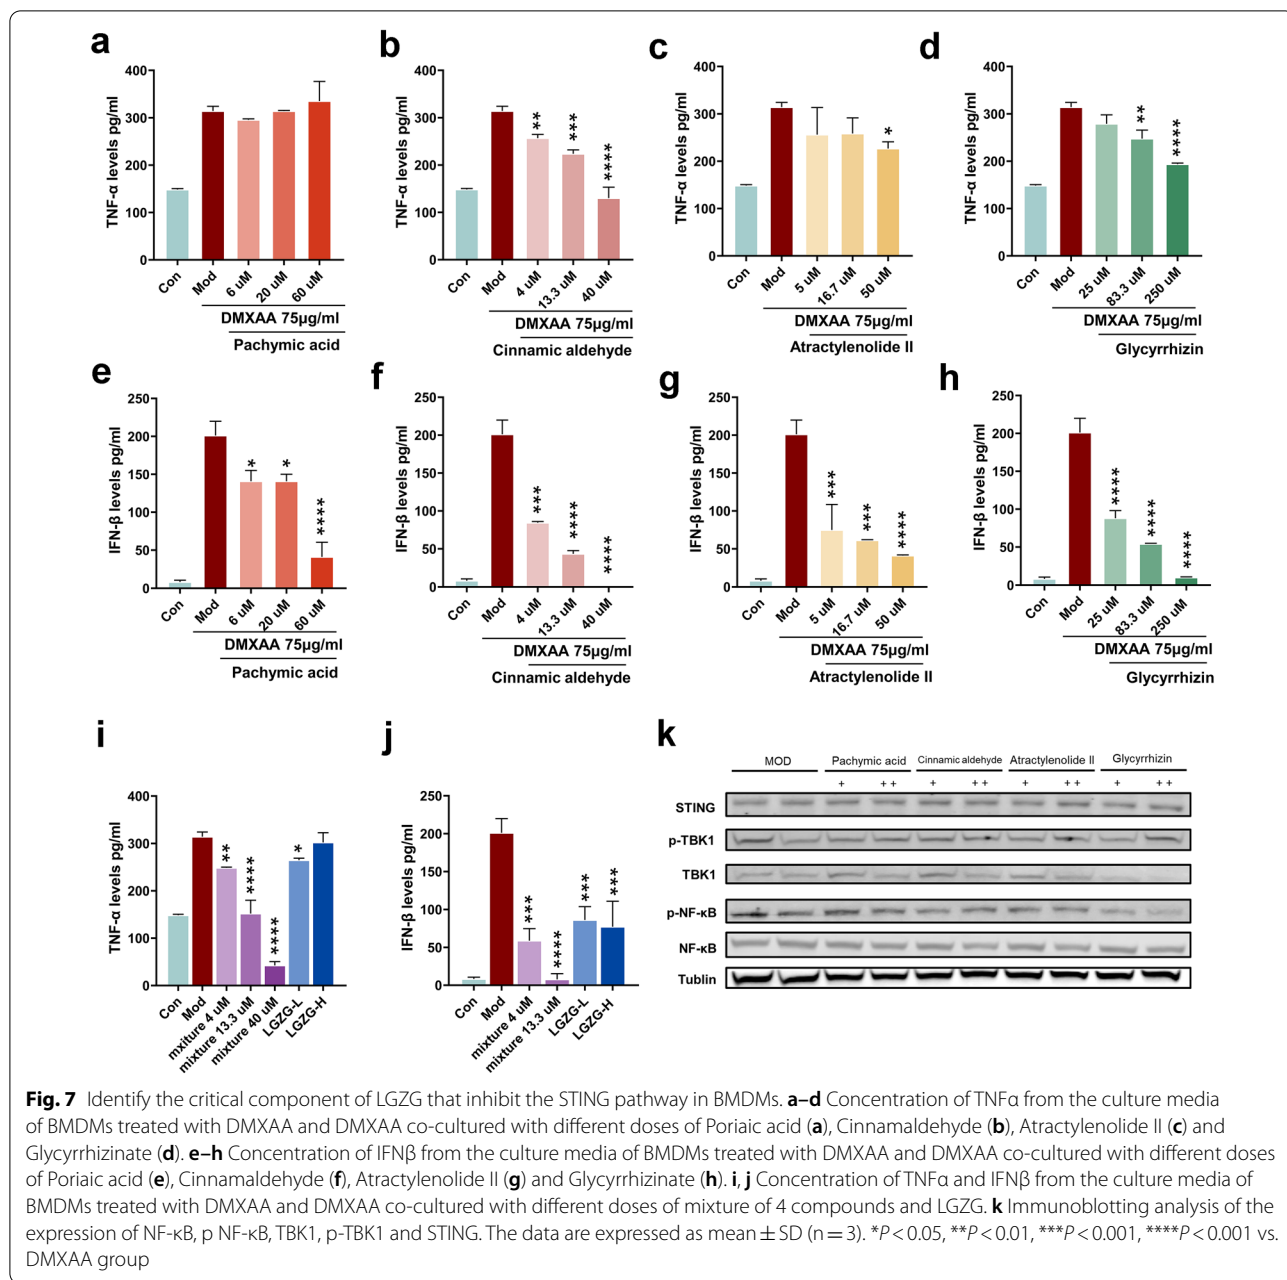 a
TNF-α levels pg/ml
400
300
200
100
0
Con
Mod
6 uM
20 uM
60 uM
DMXAA 75μg/ml
Pachymic acid
b
TNF-α levels pg/ml
400
300
200
100
0
**
***
****
Con
Mod
4 uM
13.3 uM
40 uM
DMXAA 75μg/ml
Cinnamic aldehyde
c
TNF-α levels pg/ml
400
300
200
100
0
*
Con
Mod
5 uM
16.7 uM
50 uM
DMXAA 75μg/ml
Atractylenolide II
d
TNF-α levels pg/ml
400
300
200
100
0
**
****
Con
Mod
25 uM
83.3 uM
250 uM
DMXAA 75μg/ml
Glycyrrhizin
e
IFN-β levels pg/ml
250
200
150
100
50
0
*
*
****
Con
Mod
6 uM
20 uM
60 uM
DMXAA 75μg/ml
Pachymic acid
f
IFN-β levels pg/ml
250
200
150
100
50
0
***
****
****
Con
Mod
4 uM
13.3 uM
40 uM
DMXAA 75μg/ml
Cinnamic aldehyde
g
IFN-β levels pg/ml
250
200
150
100
50
0
***
***
****
Con
Mod
5 uM
16.7 uM
50 uM
DMXAA 75μg/ml
Atractylenolide II
h
IFN-β levels pg/ml
250
200
150
100
50
0
****
****
****
Con
Mod
25 uM
83.3 uM
250 uM
DMXAA 75μg/ml
Glycyrrhizin
i
TNF-α levels pg/ml
400
300
200
100
0
**
****
****
*
Con
Mod
mxiture 4 uM
mixture 13.3 uM
mixture 40 uM
LGZG-L
LGZG-H
j
IFN-β levels pg/ml
250
200
150
100
50
0
***
****
***
***
Con
Mod
mixture 4 uM
mixture 13.3 uM
LGZG-L
LGZG-H
k
MOD Pachymic acid Cinnamic aldehyde Atractylenolide II Glycyrrhizin
+ ++ + ++ + ++ + ++
STING
p-TBK1
TBK1
p-NF-κB
NF-κB
Tublin
Fig. 7 Identify the critical component of LGZG that inhibit the STING pathway in BMDMs. a–d Concentration of TNFα from the culture media
of BMDMs treated with DMXAA and DMXAA co-cultured with different doses of Poriaic acid (a), Cinnamaldehyde (b), Atractylenolide II (c) and
Glycyrrhizinate (d). e–h Concentration of IFNβ from the culture media of BMDMs treated with DMXAA and DMXAA co-cultured with different doses
of Poriaic acid (e), Cinnamaldehyde (f), Atractylenolide II (g) and Glycyrrhizinate (h). i, j Concentration of TNFα and IFNβ from the culture media of
BMDMs treated with DMXAA and DMXAA co-cultured with different doses of mixture of 4 compounds and LGZG. k Immunoblotting analysis of the
expression of NF-κB, p NF-κB, TBK1, p-TBK1 and STING. The data are expressed as mean ± SD (n = 3). *P < 0.05, **P < 0.01, ***P < 0.001, ****P < 0.001 vs.
DMXAA group